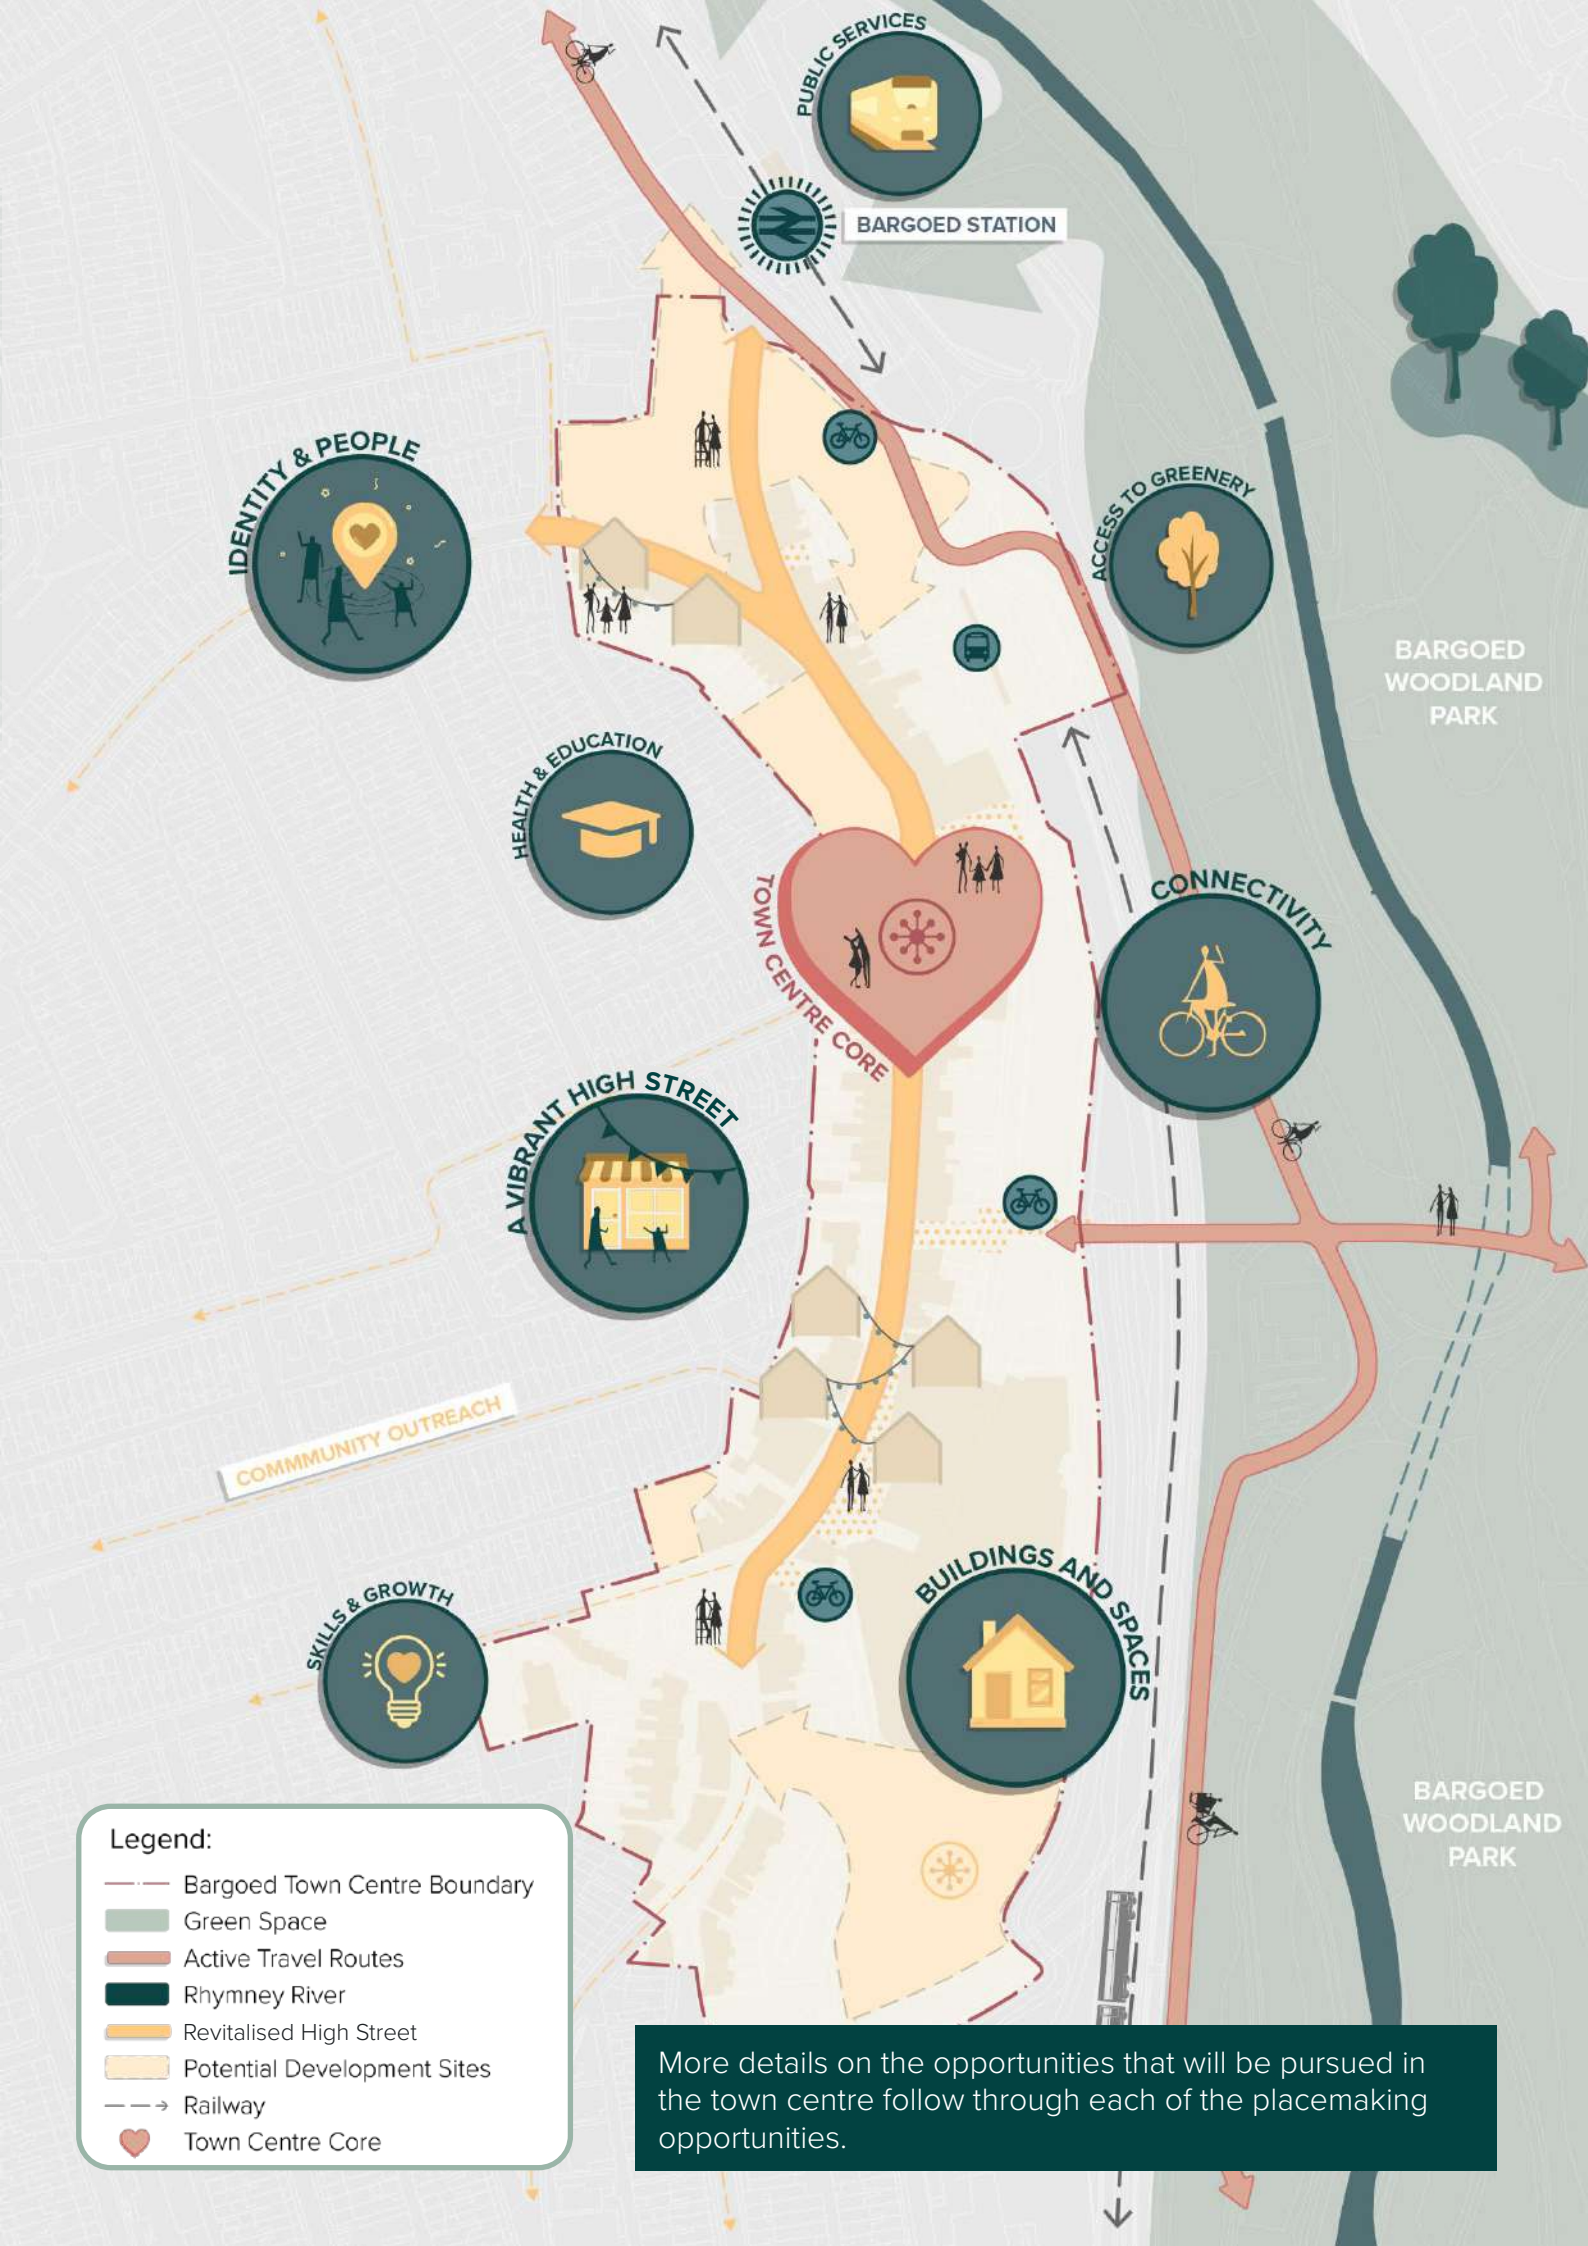 PUBLIC SERVICES
BARGOED STATION
IDENTITY & PEOPLE
ACCESS TO GREENERY
BARGOED
WOODLAND
PARK
HEALTH & EDUCATION
TOWN CENTRE CORE
CONNECTIVITY
A VIBRANT HIGH STREET
COMMMUNITY OUTREACH
BUILDINGS AND SPACES
SKILLS & GROWTH
BARGOED
WOODLAND
PARK
Legend:
Bargoed Town Centre Boundary
Green Space
Active Travel Routes
Rhymney River
Revitalised High Street
Potential Development Sites
Railway
Town Centre Core
More details on the opportunities that will be pursued in
the town centre follow through each of the placemaking
opportunities.